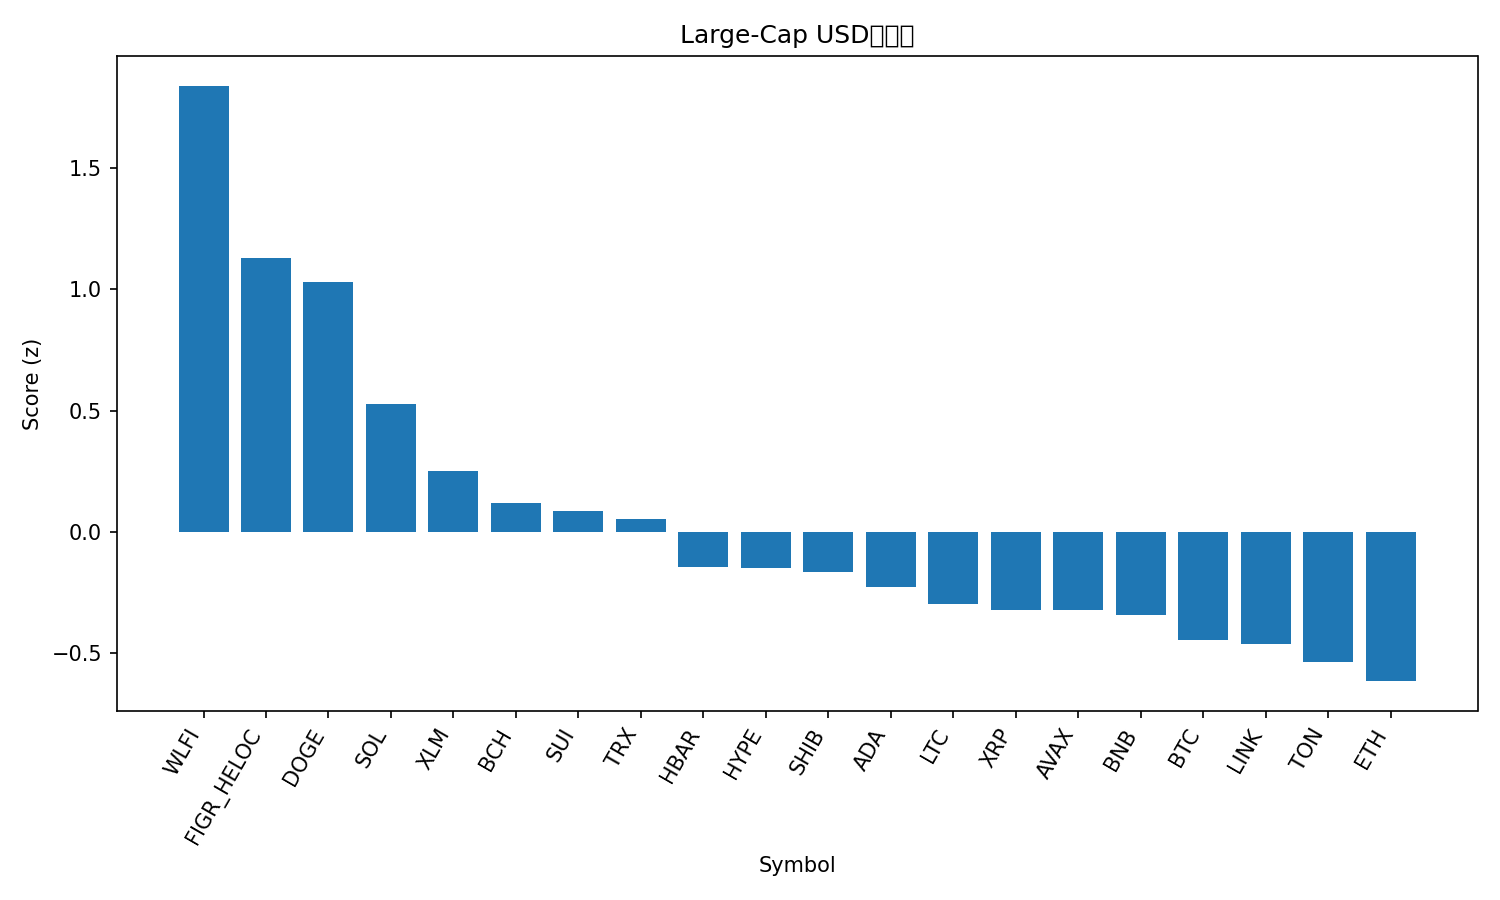 Large-Cap USD
Score (z)
1.5
1.0
0.5
0.0
−0.5
WLFI
FIGR_HELOC
DOGE
SOL
XLM
BCH
SUI
TRX
HBAR
HYPE
SHIB
ADA
LTC
XRP
AVAX
BNB
BTC
LINK
TON
ETH
Symbol